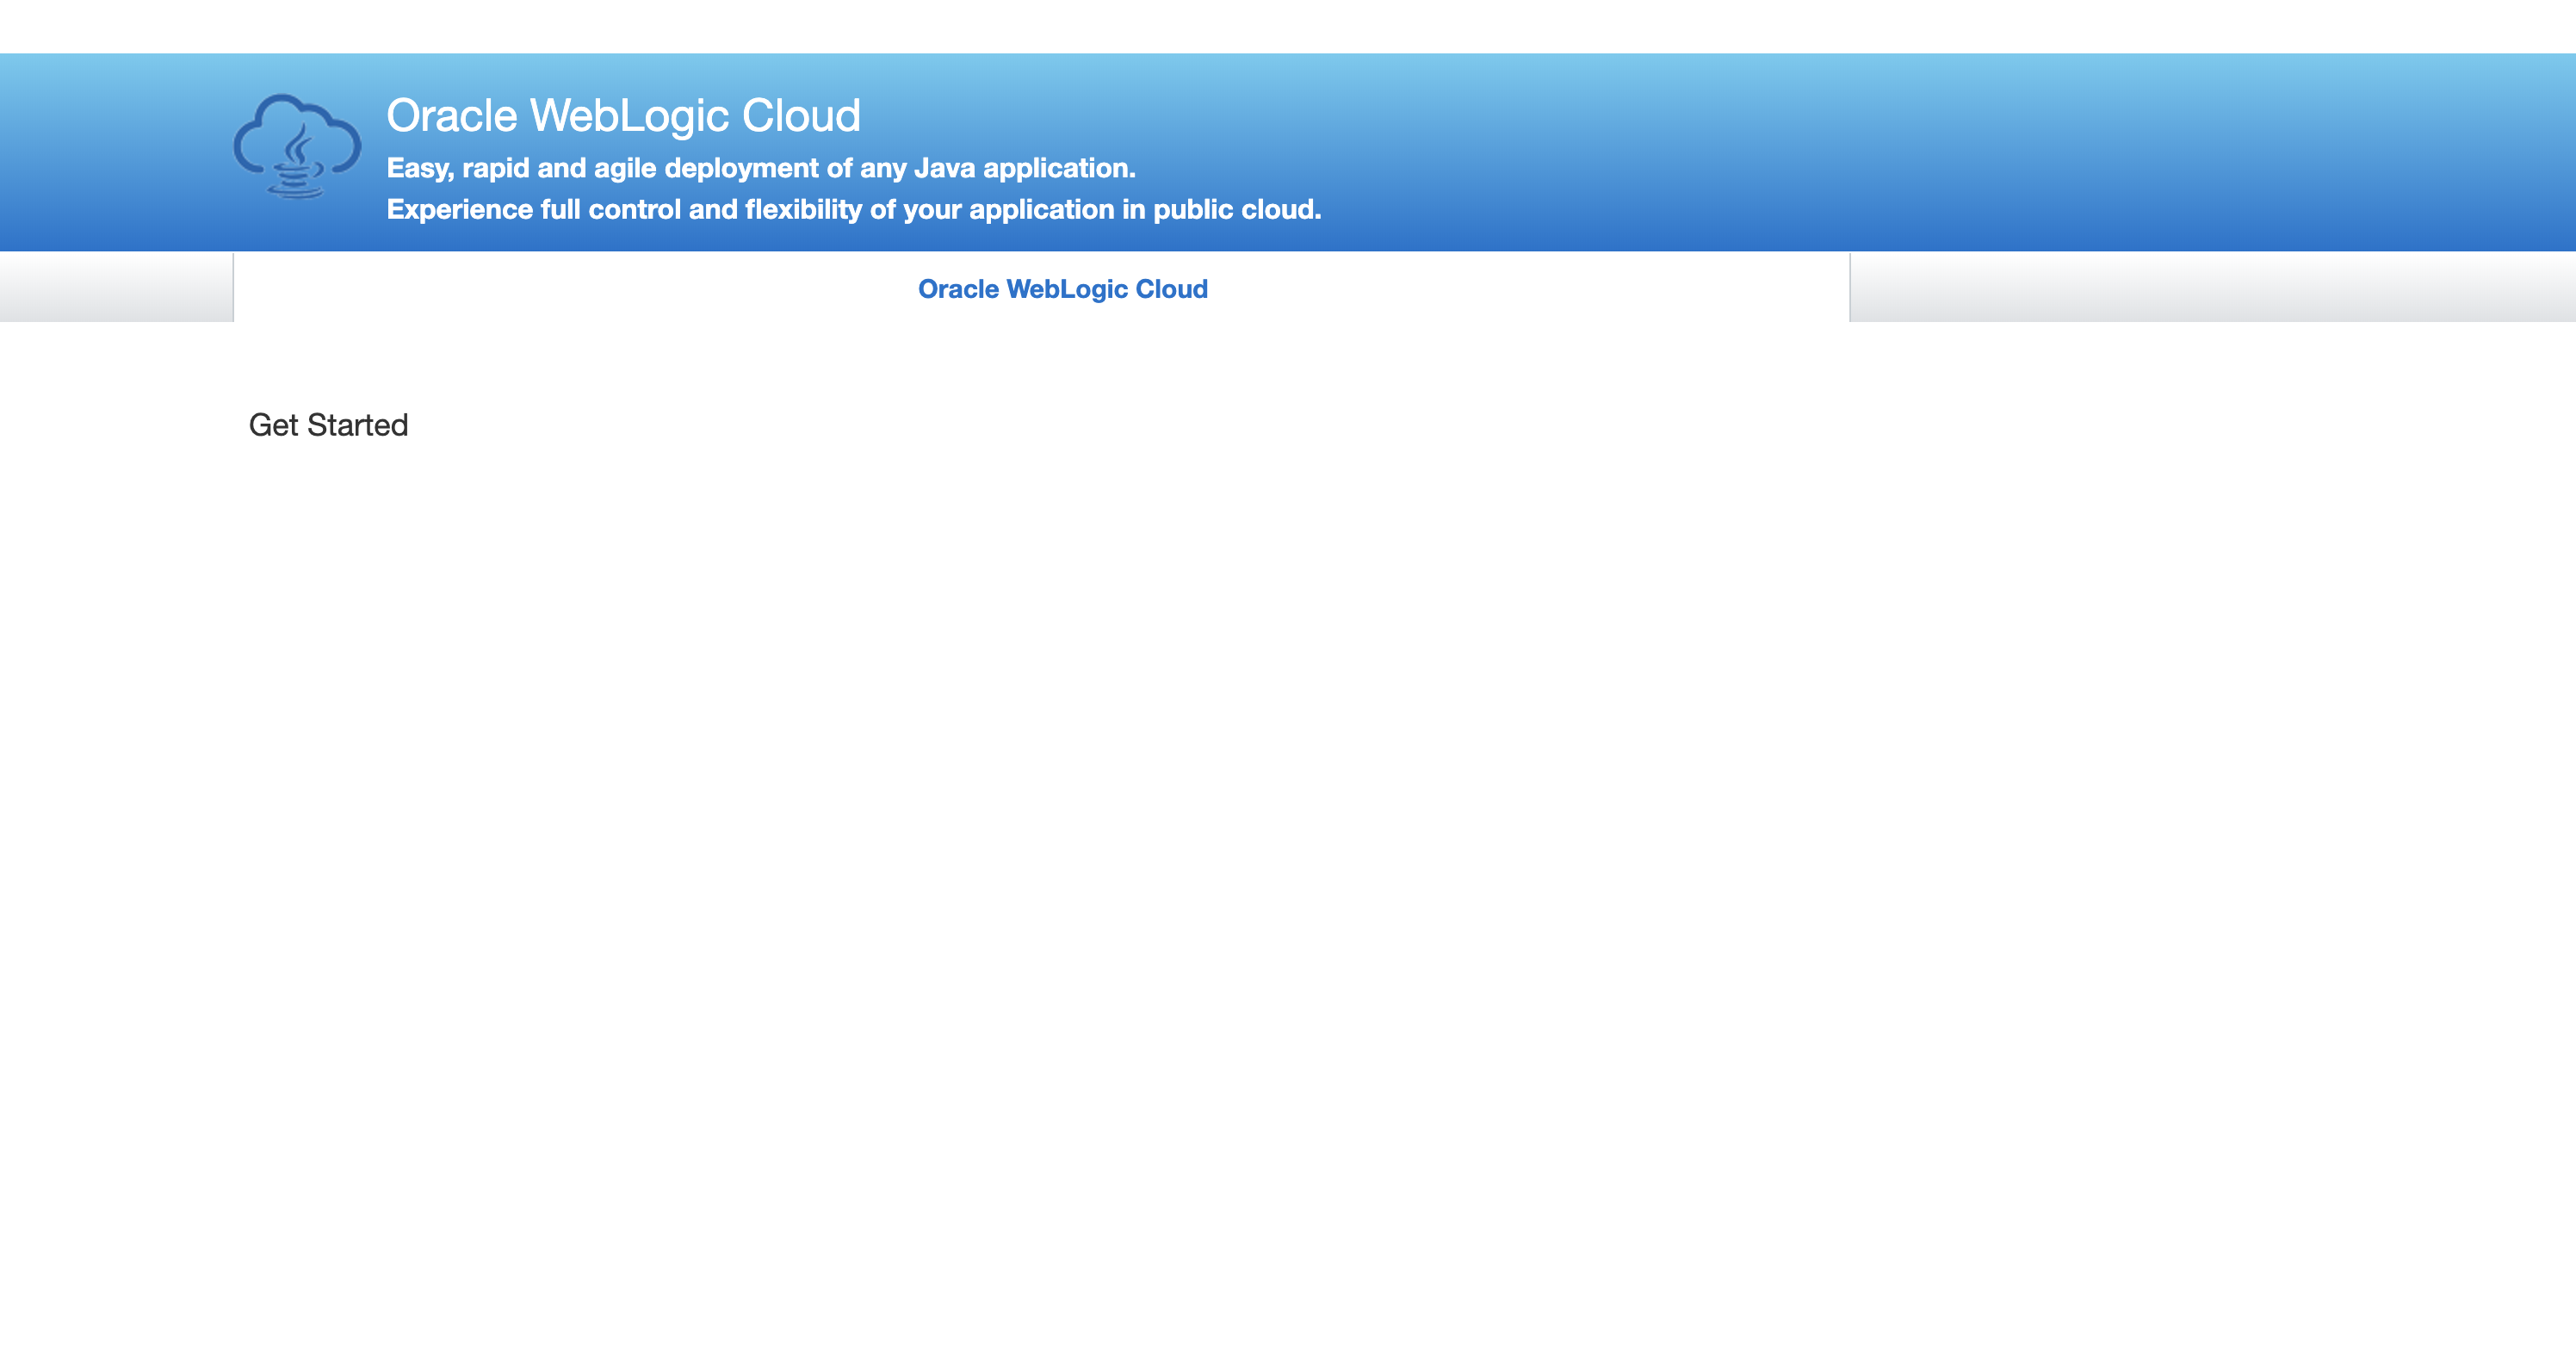 Oracle WebLogic Cloud
Easy, rapid and agile deployment of any Java application.
Experience full control and flexibility of your application in public cloud.
Oracle WebLogic Cloud
Get Started